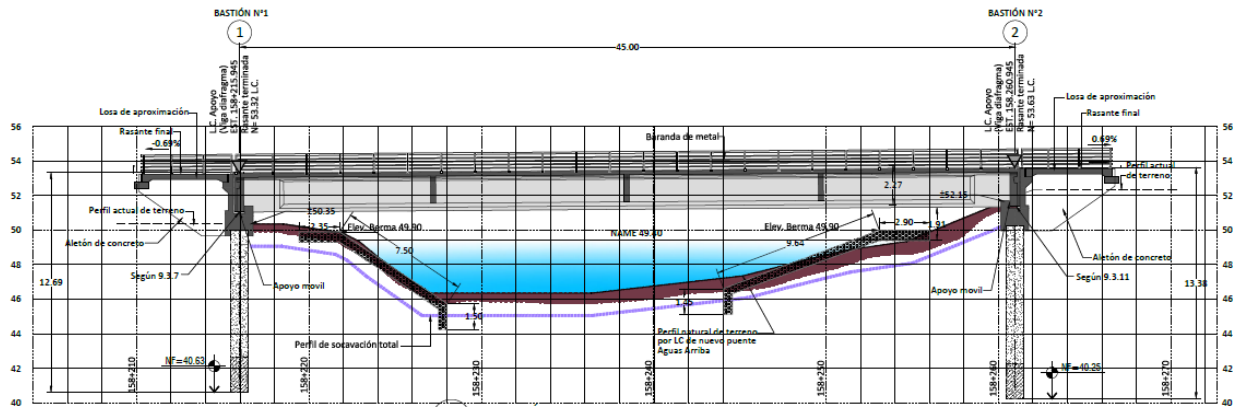 BASTIÓN N°1
BASTIÓN N°2
1
2
45.00
L.C. Apoyo
(Viga diafragma)
EST. 158+215.945
Rasante terminada
N= 53.32 L.C.
L.C. Apoyo
(Viga diafragma)
EST. 158.260.945
Rasante terminada
N= 53.63 L.C.
Losa de aproximación
Rasante final
-0.69%
Baranda de metal
Losa de aproximación
Rasante final
0.69%
56
54
52
50
48
46
44
42
40
56
54
52
50
48
46
44
42
40
Perfil actual
de terreno
2.27
±52.15
±50.35
Perfil actual de terreno
2.35
Elev. Berma 49.90
NAME 49.40
Elev. Berma 49.90
2.90
1.91
Aletón de concreto
7.50
9.64
Aletón de concreto
Según 9.3.7
Según 9.3.11
12.69
13.38
Apoyo movil
Apoyo movil
1.50
Perfil de socavación total
Perfil natural de terreno
por LC de nuevo puente
Aguas Arriba
NF=40.63
NF=40.25
158+210
158+220
158+230
158+240
158+250
158+260
158+270